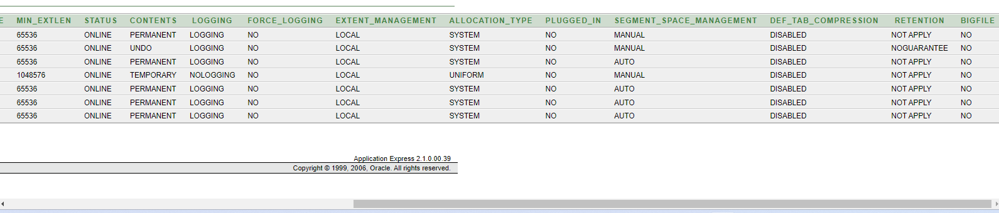 E MIN_EXTLEN STATUS CONTENTS LOGGING FORCE_LOGGING EXTENT_MANAGEMENT ALLOCATION_TYPE PLUGGED_IN SEGMENT_SPACE_MANAGEMENT DEF_TAB_COMPRESSION RETENTION BIGFILE
65536 ONLINE PERMANENT LOGGING NO LOCAL SYSTEM NO MANUAL DISABLED NOT APPLY NO
65536 ONLINE UNDO LOGGING NO LOCAL SYSTEM NO MANUAL DISABLED NOGUARANTEE NO
65536 ONLINE PERMANENT LOGGING NO LOCAL SYSTEM NO AUTO DISABLED NOT APPLY NO
1048576 ONLINE TEMPORARY NOLOGGING NO LOCAL UNIFORM NO MANUAL DISABLED NOT APPLY NO
65536 ONLINE PERMANENT LOGGING NO LOCAL SYSTEM NO AUTO DISABLED NOT APPLY NO
65536 ONLINE PERMANENT LOGGING NO LOCAL SYSTEM NO AUTO DISABLED NOT APPLY NO
65536 ONLINE PERMANENT LOGGING NO LOCAL SYSTEM NO AUTO DISABLED NOT APPLY NO
Application Express 2.1.0.00.39
Copyright © 1999, 2006, Oracle. All rights reserved.